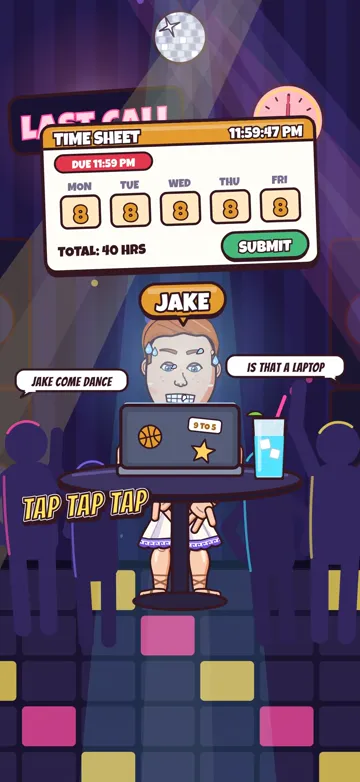 LAST CALL
TIME SHEET
11:59:47 PM
DUE 11:59 PM
MON TUE WED THU FRI
8 8 8 8 8
TOTAL: 40 HRS
SUBMIT
JAKE
JAKE COME DANCE
IS THAT A LAPTOP
9 TO 5
TAP TAP TAP